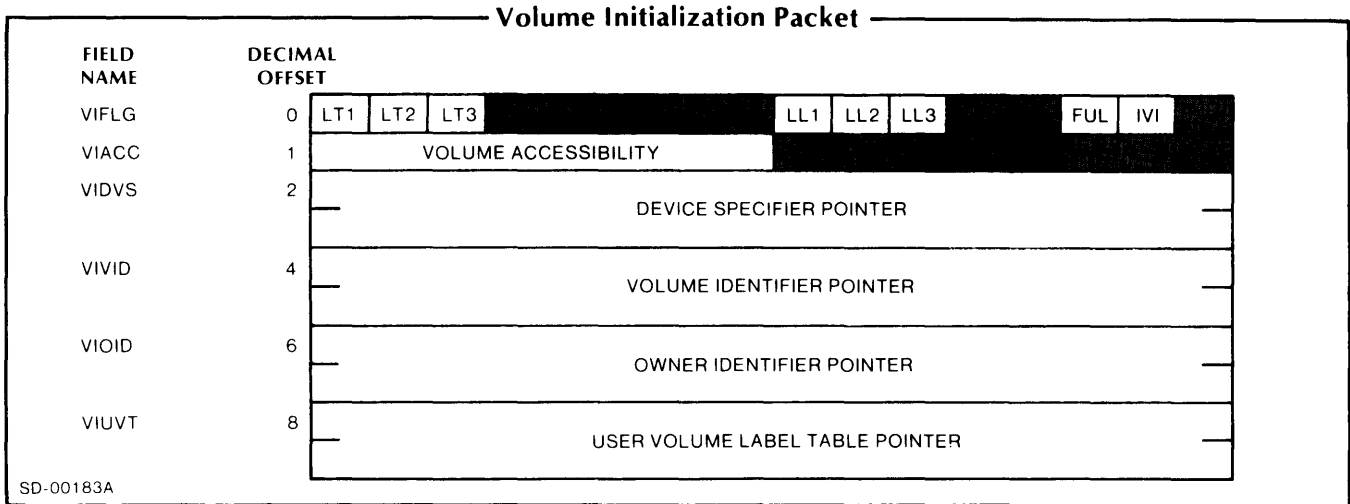 Volume Initialization Packet
FIELD DECIMAL
NAME OFFSET
VIFLG 0 LT1 LT2 LT3 LL1 LL2 LL3 FUL IVI
VIACC 1 VOLUME ACCESSIBILITY
VIDVS 2 DEVICE SPECIFIER POINTER
VIVID 4 VOLUME IDENTIFIER POINTER
VIOID 6 OWNER IDENTIFIER POINTER
VIUVT 8 USER VOLUME LABEL TABLE POINTER
SD-00183A